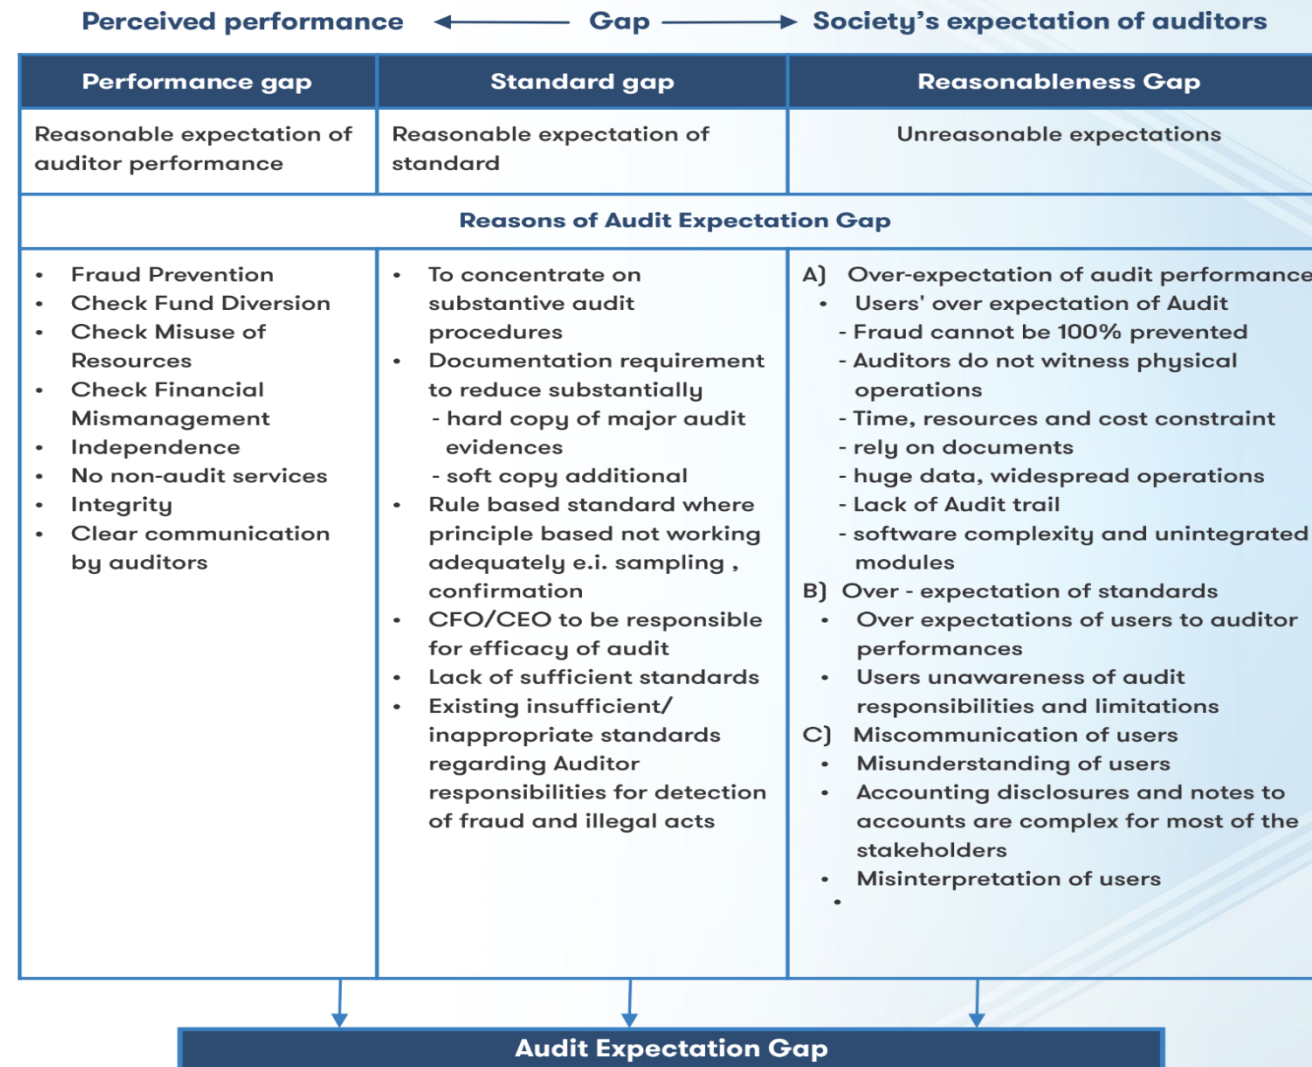 Perceived performance Gap Society's expectation of auditors
Performance gap
Standard gap
Reasonableness Gap
Reasonable expectation of
auditor performance
Reasonable expectation of
standard
Unreasonable expectations
Reasons of Audit Expectation Gap
• Fraud Prevention
• Check Fund Diversion
• Check Misuse of
Resources
• Check Financial
Mismanagement
• Independence
• No non-audit services
• Integrity
• Clear communication
by auditors
• To concentrate on
substantive audit
procedures
• Documentation requirement
to reduce substantially
- hard copy of major audit
evidences
- soft copy additional
• Rule based standard where
principle based not working
adequately e.i. sampling ,
confirmation
• CFO/CEO to be responsible
for efficacy of audit
• Lack of sufficient standards
• Existing insufficient/
inappropriate standards
regarding Auditor
responsibilities for detection
of fraud and illegal acts
A) Over-expectation of audit performance
• Users' over expectation of Audit
- Fraud cannot be 100% prevented
- Auditors do not witness physical
operations
- Time, resources and cost constraint
- rely on documents
- huge data, widespread operations
- Lack of Audit trail
- software complexity and unintegrated
modules
B) Over - expectation of standards
• Over expectations of users to auditor
performances
• Users unawareness of audit
responsibilities and limitations
C) Miscommunication of users
• Misunderstanding of users
• Accounting disclosures and notes to
accounts are complex for most of the
stakeholders
• Misinterpretation of users
•
Audit Expectation Gap